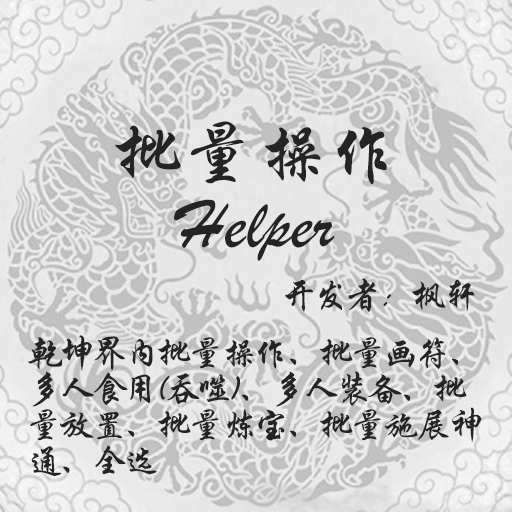 批量操作
Helper
开发者：枫轩
乾坤界内批量操作、批量画符、
多人食用(吞噬)、多人装备、批
量放置、批量炼宝、批量施展神
通、全选